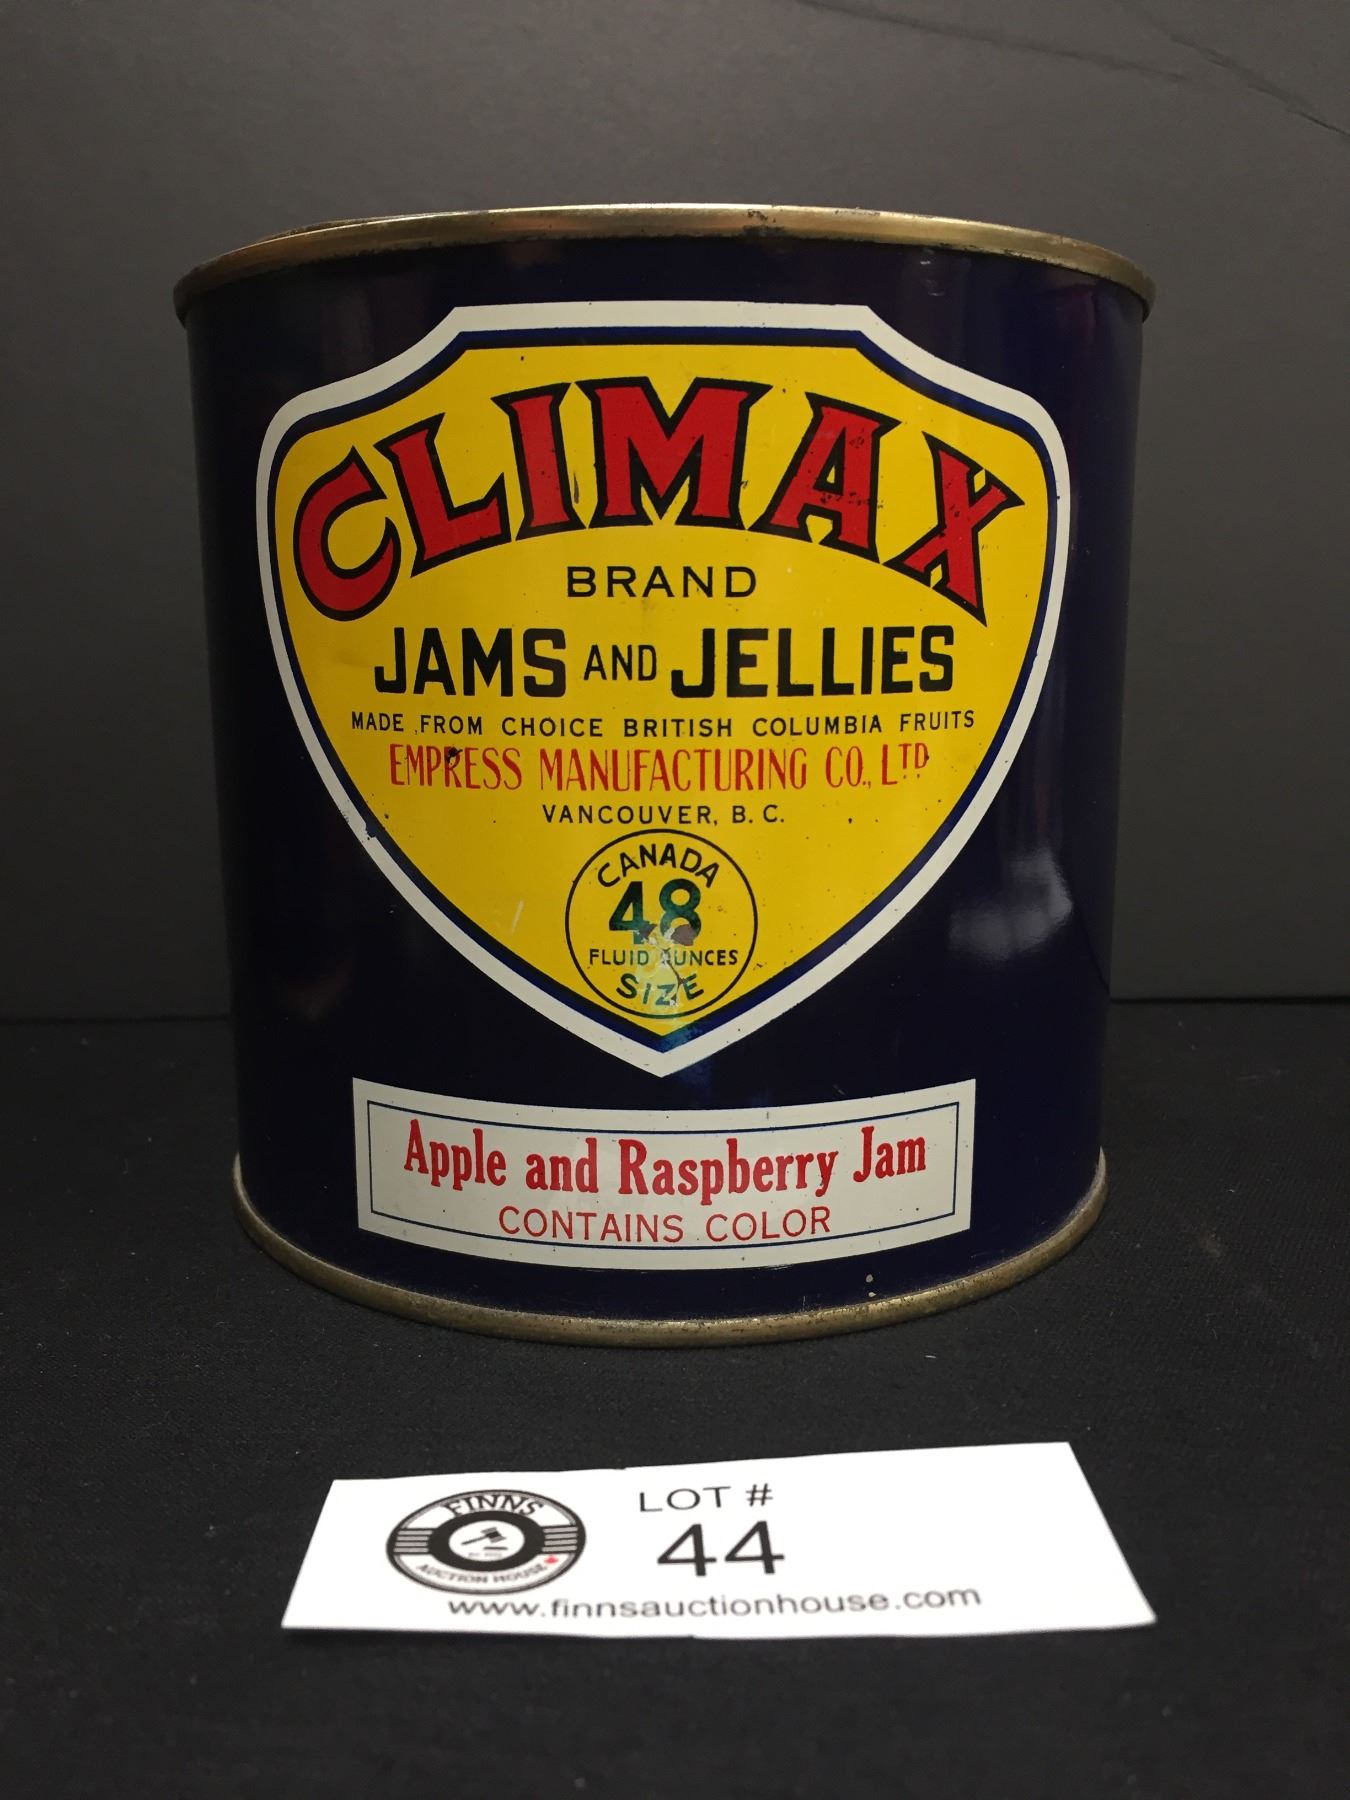 CLIMAX
BRAND
JAMS AND JELLIES
MADE FROM CHOICE BRITISH COLUMBIA FRUITS
EMPRESS MANUFACTURING CO., LTD
VANCOUVER, B. C.
CANADA
48
FLUID OUNCES
SIZE
Apple and Raspberry Jam
CONTAINS COLOR
LOT #
44
FINNS
AUCTION HOUSE
www.finnsauctionhouse.com